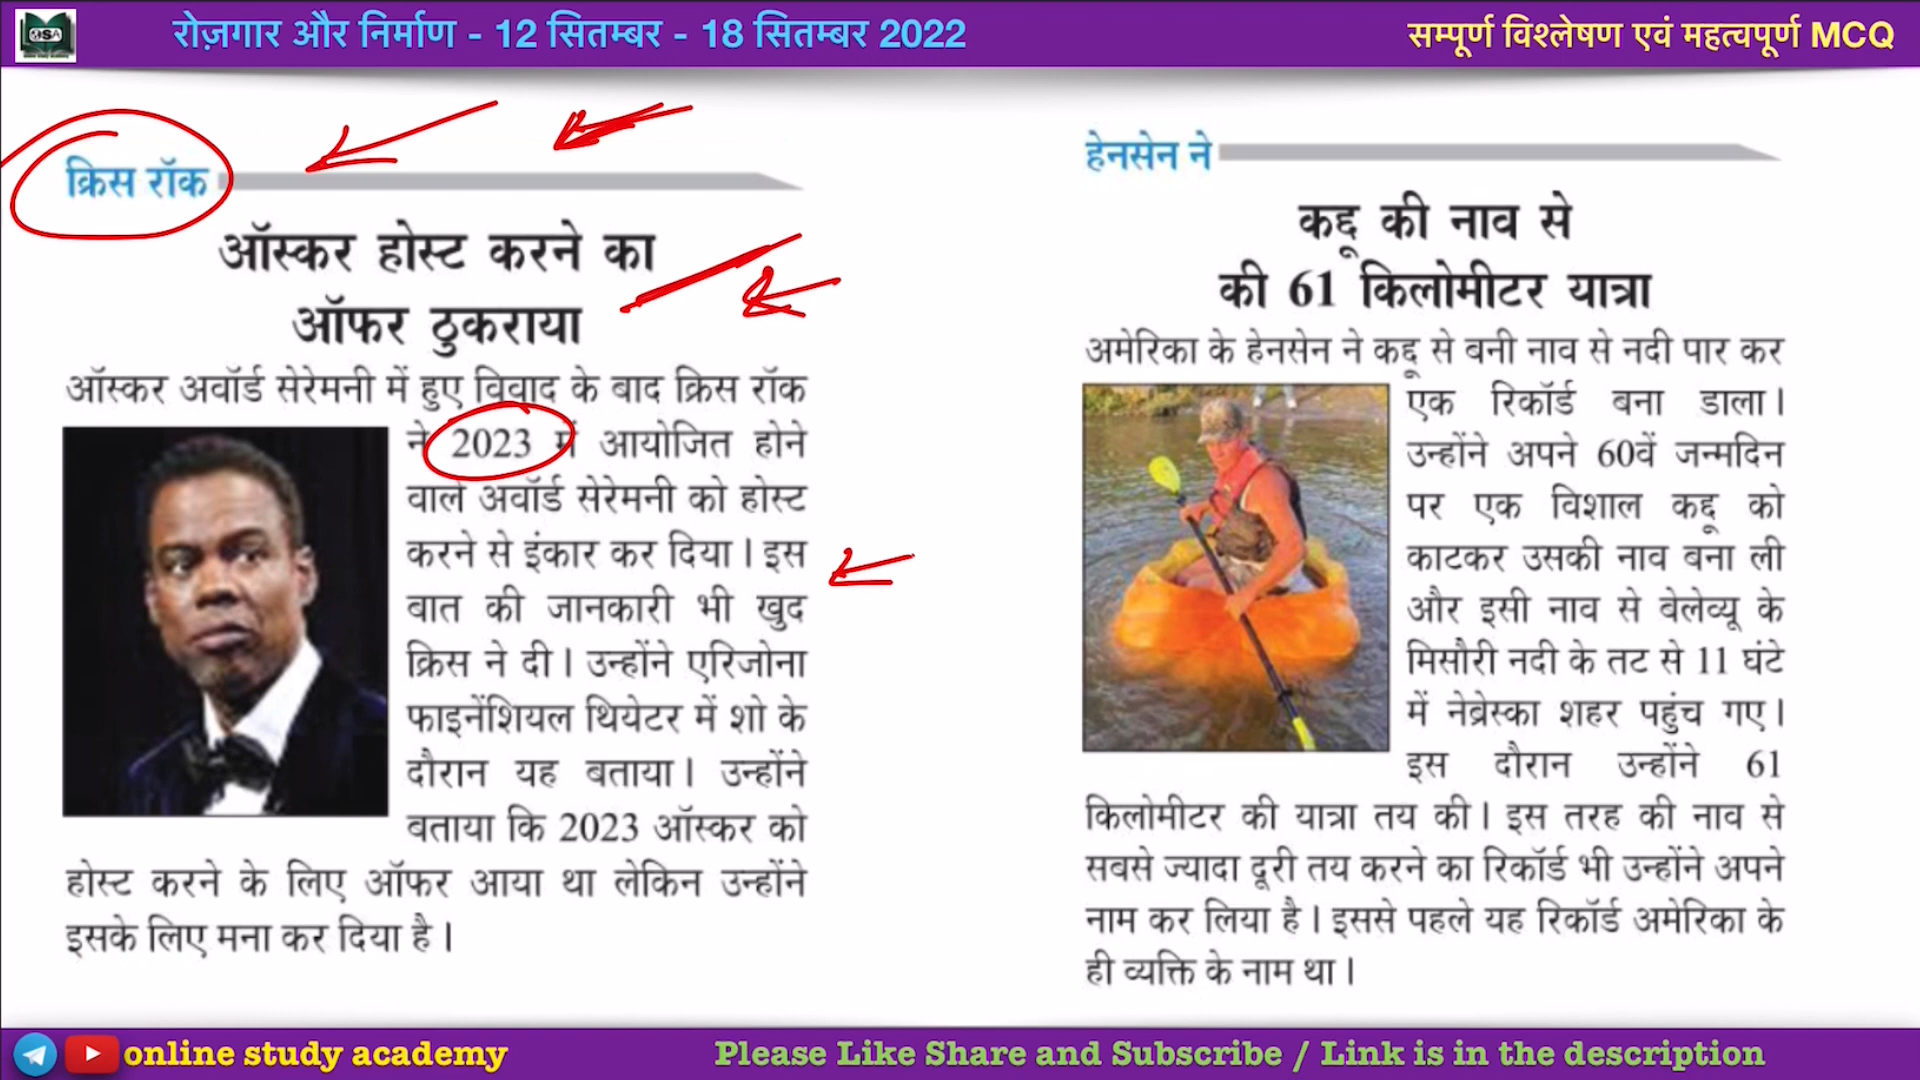 OSA
रोज़गार और निर्माण - 12 सितम्बर - 18 सितम्बर 2022
सम्पूर्ण विश्लेषण एवं महत्वपूर्ण MCQ
क्रिस रॉक
ऑस्कर होस्ट करने का
ऑफर ठुकराया
ऑस्कर अवॉर्ड सेरेमनी में हुए विवाद के बाद क्रिस रॉक
ने 2023 में आयोजित होने
वाले अवॉर्ड सेरेमनी को होस्ट
करने से इंकार कर दिया। इस
बात की जानकारी भी खुद
क्रिस ने दी। उन्होंने एरिजोना
फाइनेंशियल थियेटर में शो के
दौरान यह बताया। उन्होंने
बताया कि 2023 ऑस्कर को
होस्ट करने के लिए ऑफर आया था लेकिन उन्होंने
इसके लिए मना कर दिया है।
हेनसेन ने
कद्दू की नाव से
की 61 किलोमीटर यात्रा
अमेरिका के हेनसेन ने कद्दू से बनी नाव से नदी पार कर
एक रिकॉर्ड बना डाला।
उन्होंने अपने 60वें जन्मदिन
पर एक विशाल कद्दू को
काटकर उसकी नाव बना ली
और इसी नाव से बेलेव्यू के
मिसौरी नदी के तट से 11 घंटे
में नेब्रेस्का शहर पहुंच गए।
इस दौरान उन्होंने 61
किलोमीटर की यात्रा तय की। इस तरह की नाव से
सबसे ज्यादा दूरी तय करने का रिकॉर्ड भी उन्होंने अपने
नाम कर लिया है। इससे पहले यह रिकॉर्ड अमेरिका के
ही व्यक्ति के नाम था।
online study academy
Please Like Share and Subscribe / Link is in the description